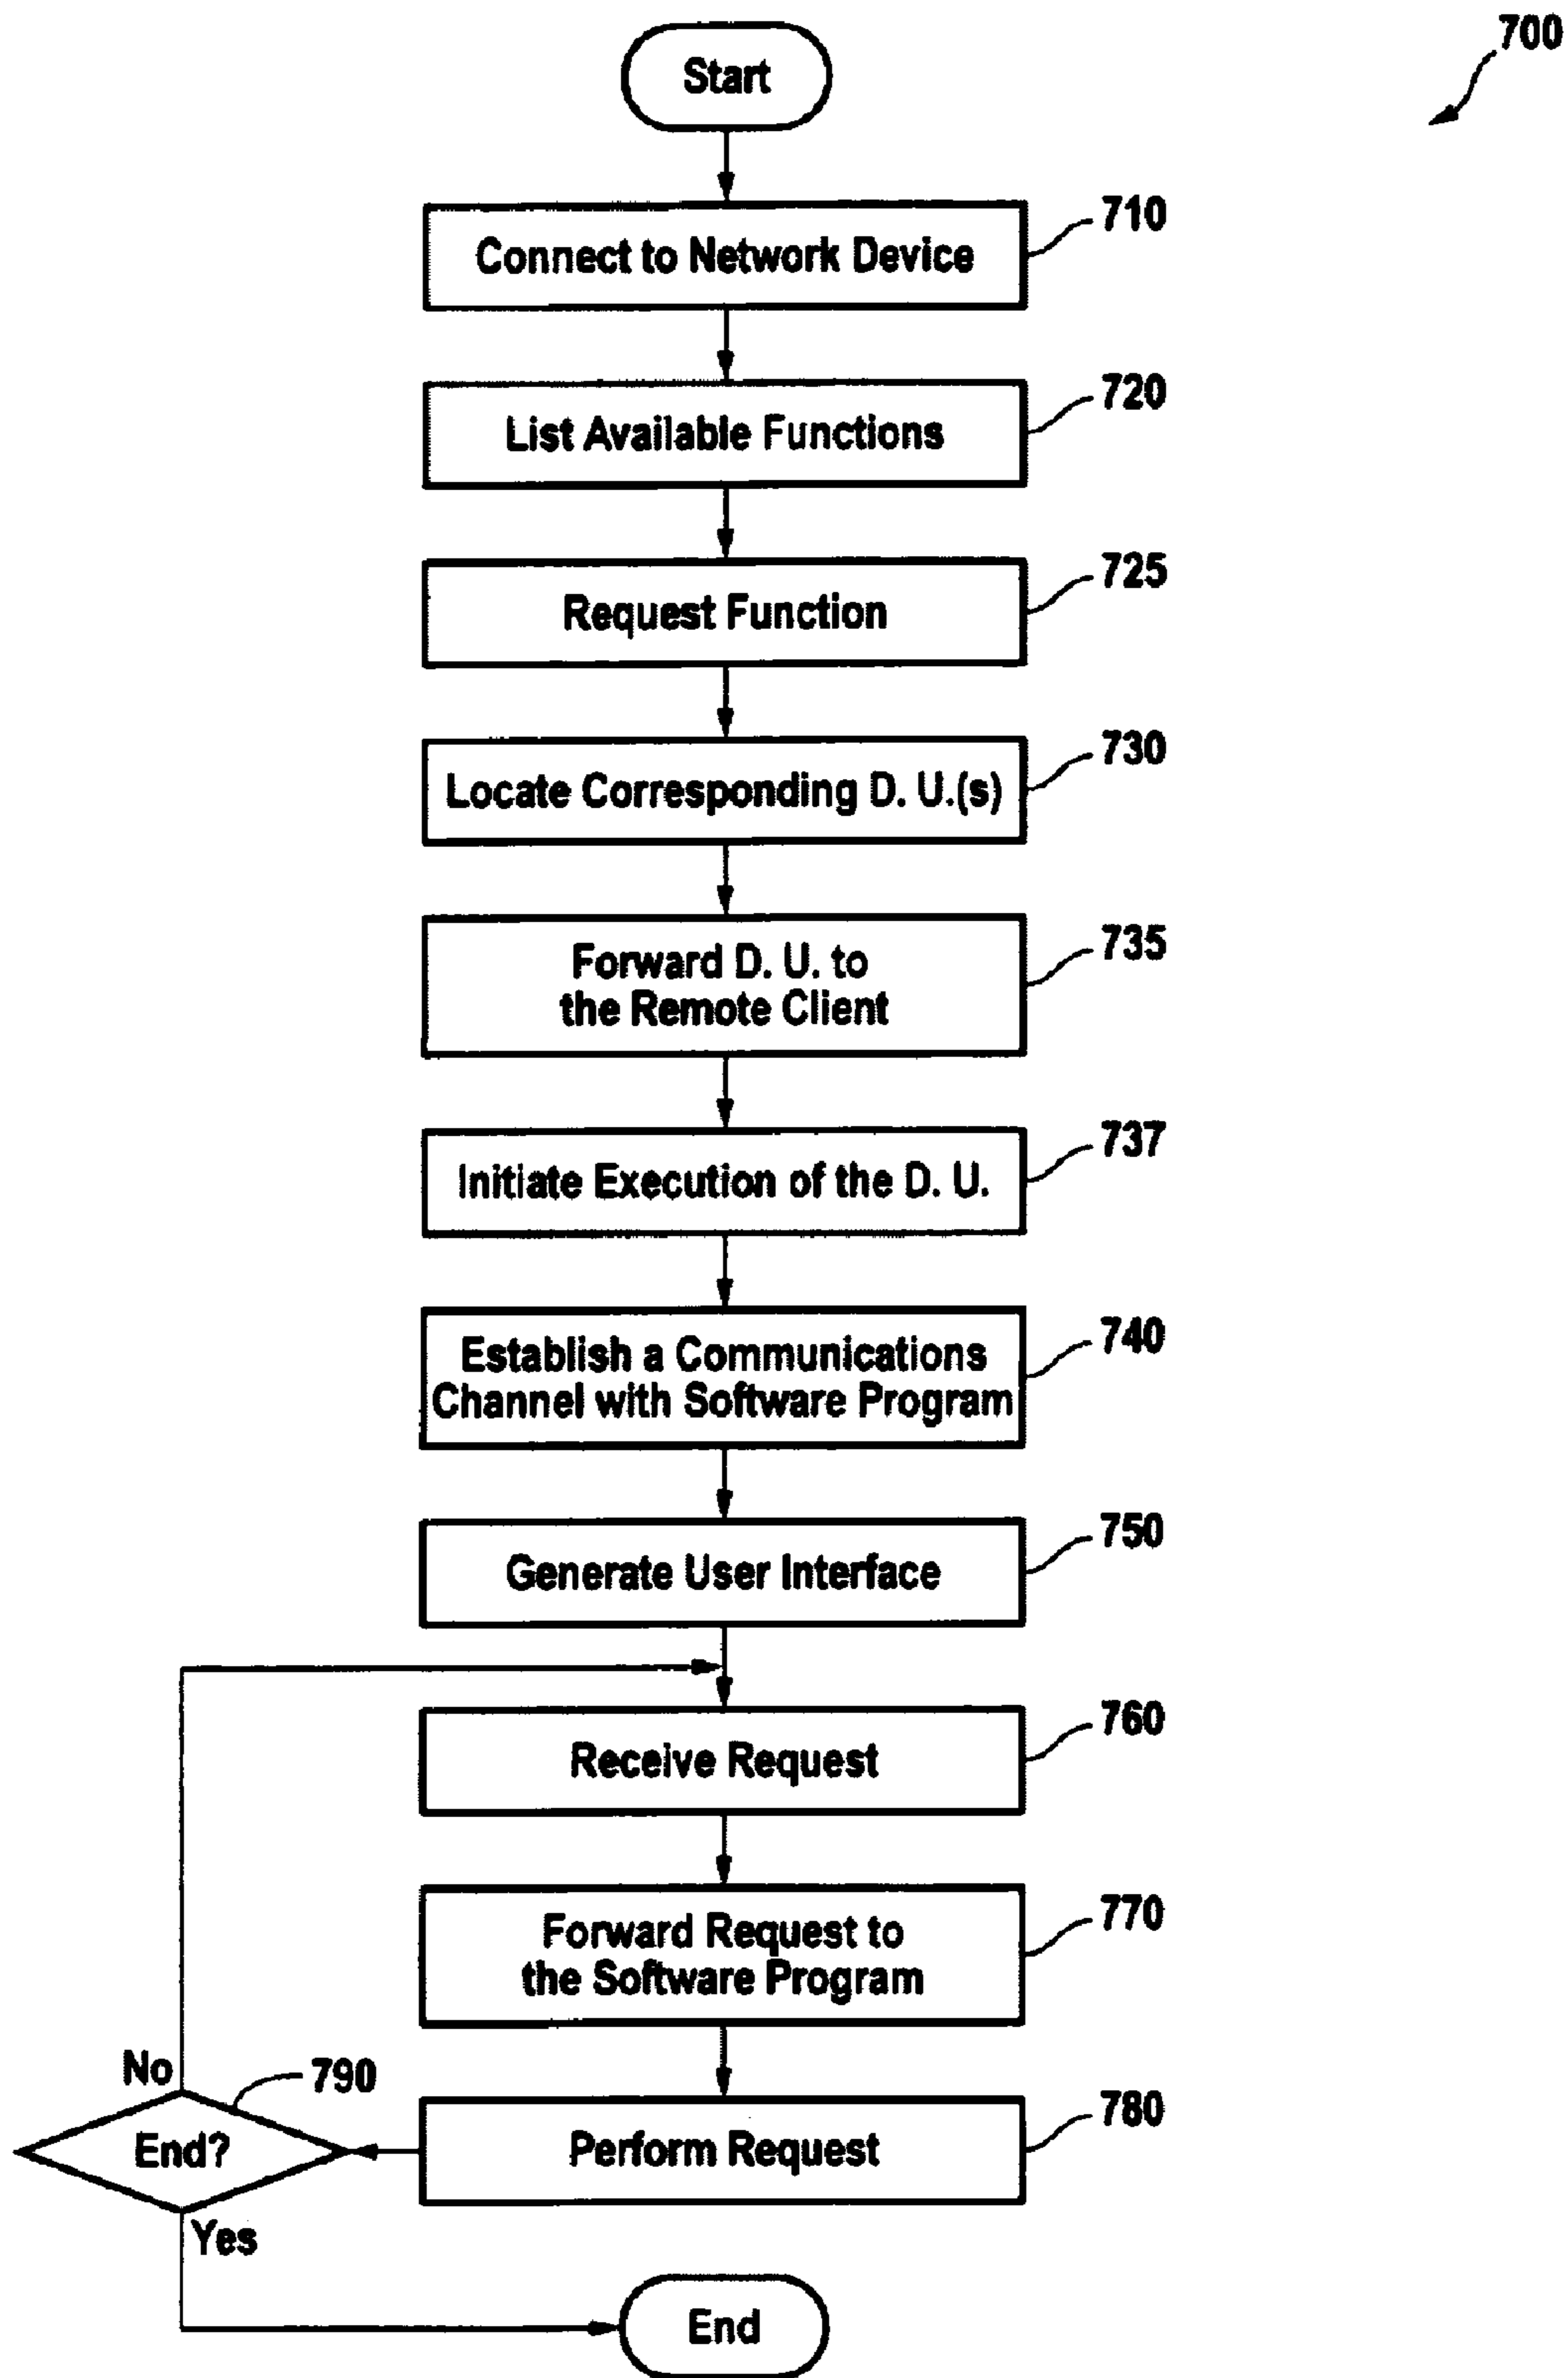 700
Start
710
Connect to Network Device
720
List Available Functions
725
Request Function
730
Locate Corresponding D. U.(s)
735
Forward D. U. to
the Remote Client
737
Initiate Execution of the D. U.
740
Establish a Communications
Channel with Software Program
750
Generate User Interface
760
Receive Request
770
Forward Request to
the Software Program
No
790
780
End?
Perform Request
Yes
End